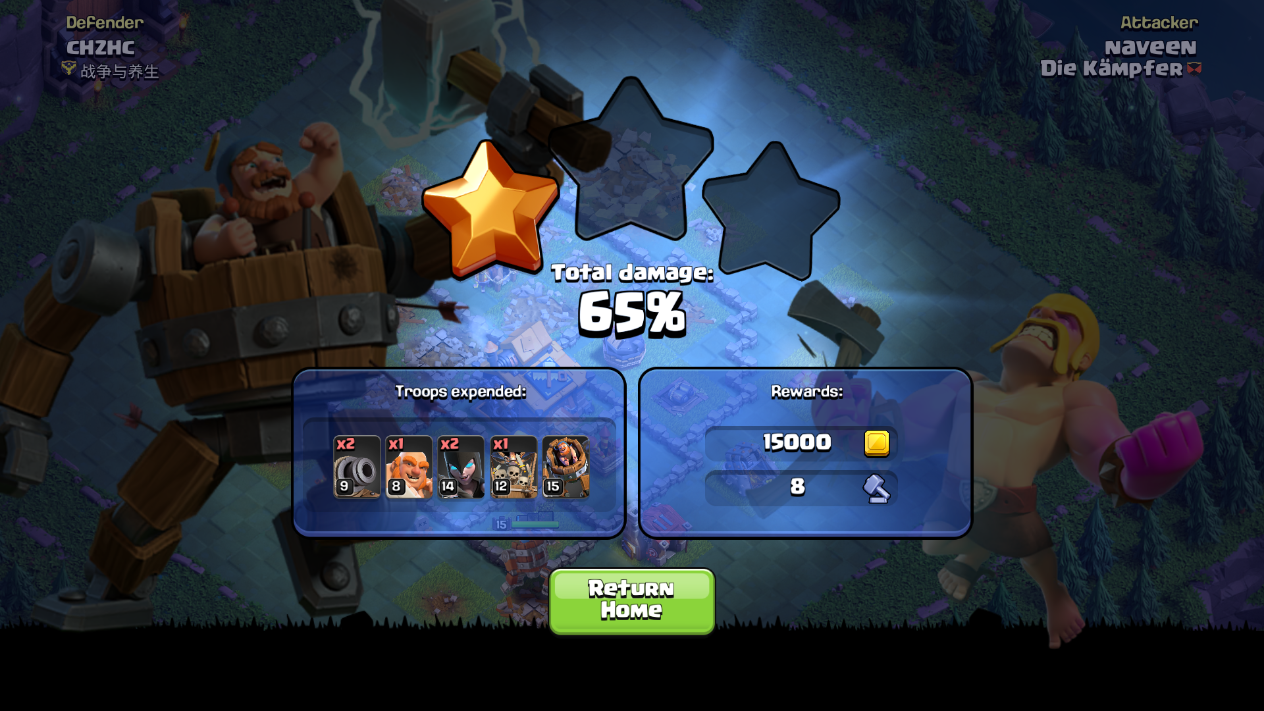 Defender
CH2HC
战争与养生
Attacker
naveen
Die Kämpfer
Total damage:
65%
Troops expended:
x2 x1 x2 x1
9 8 14 12 15
15
Rewards:
15000
8
Return
Home